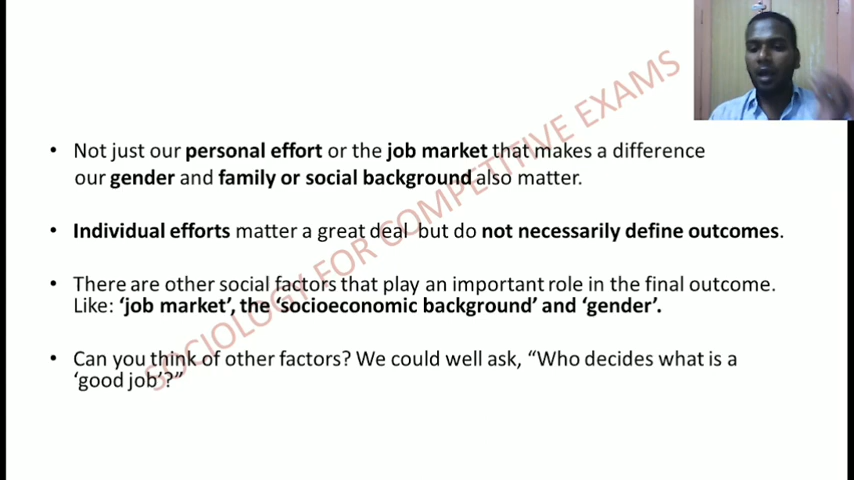 • Not just our personal effort or the job market that makes a difference
our gender and family or social background also matter.
• Individual efforts matter a great deal but do not necessarily define outcomes.
• There are other social factors that play an important role in the final outcome.
Like: ‘job market’, the ‘socioeconomic background’ and ‘gender’.
• Can you think of other factors? We could well ask, “Who decides what is a
‘good job’?”
SOCIOLOGY FOR COMPETITIVE EXAMS